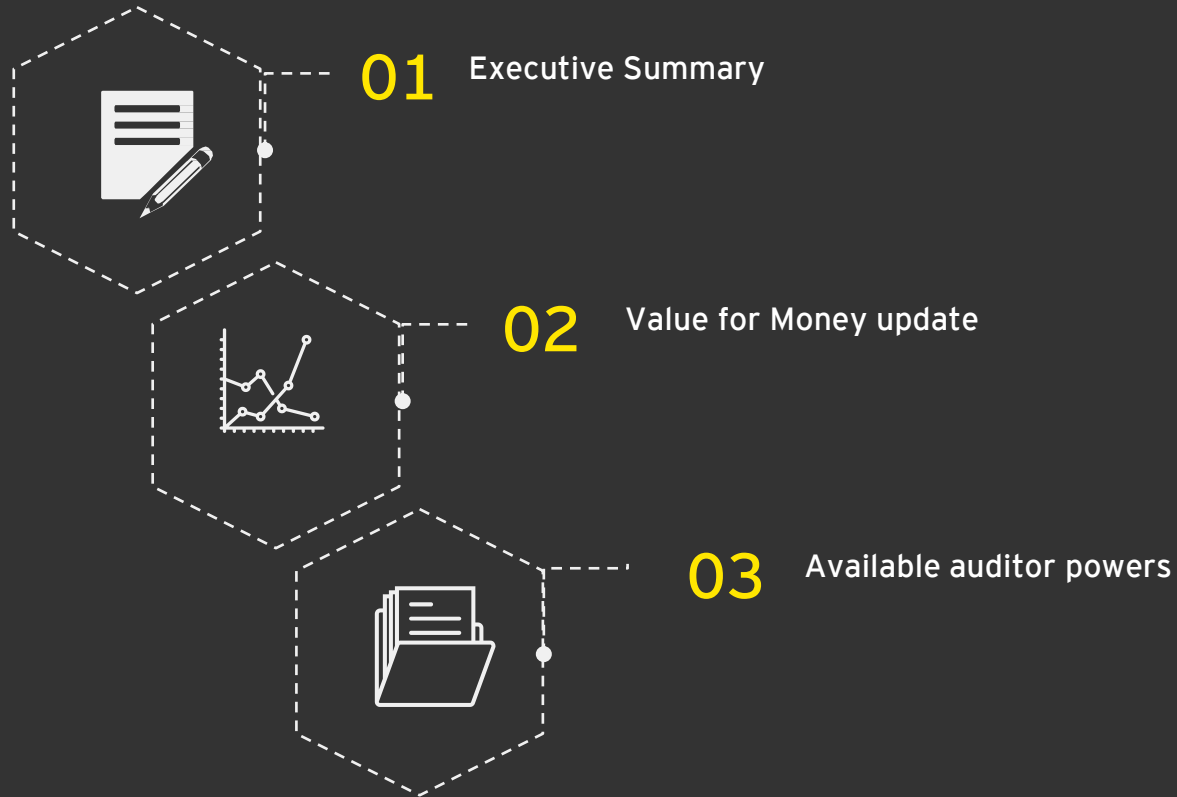 01 Executive Summary
02 Value for Money update
03 Available auditor powers